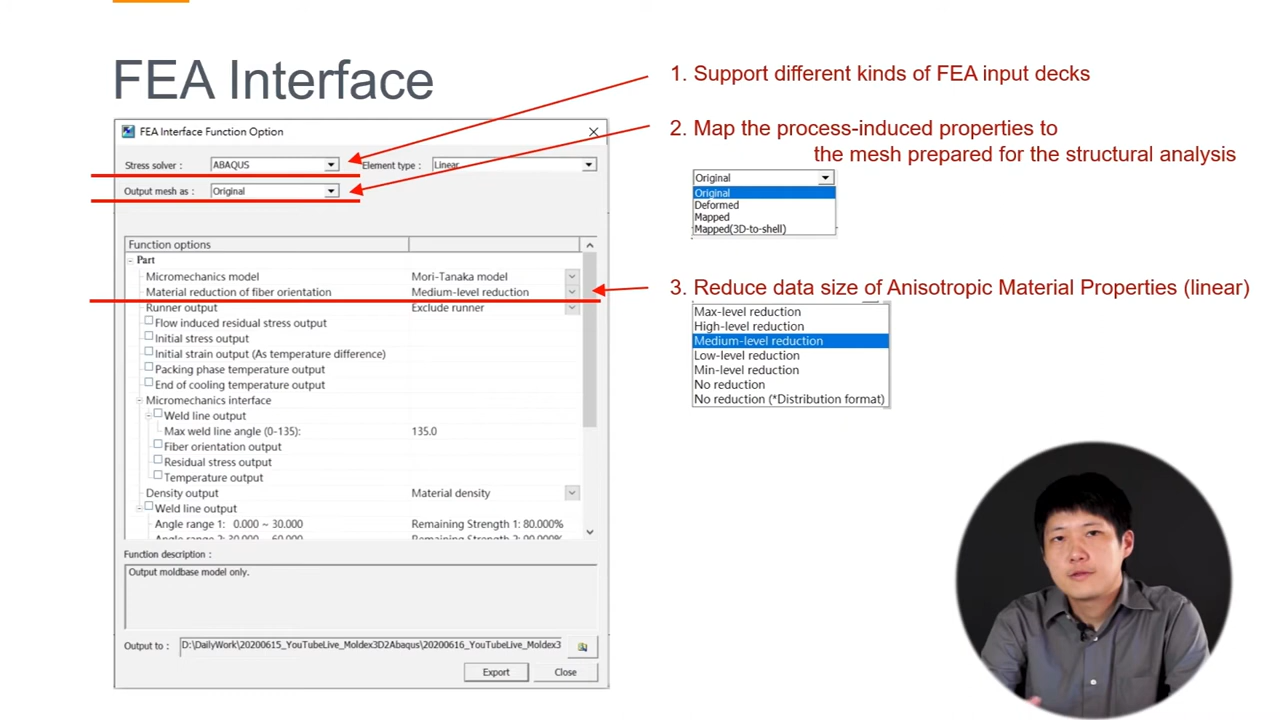 FEA Interface
1. Support different kinds of FEA input decks
2. Map the process-induced properties to
the mesh prepared for the structural analysis
FEA Interface Function Option
Stress solver : ABAQUS Element type : Linear
Output mesh as : Original
Original
Original
Deformed
Mapped
Mapped(3D-to-shell)
Function options
Part
Micromechanics model Mori-Tanaka model
Material reduction of fiber orientation Medium-level reduction
Runner output Exclude runner
Flow induced residual stress output
Initial stress output
Initial strain output (As temperature difference)
Packing phase temperature output
End of cooling temperature output
Micromechanics interface
Weld line output
Max weld line angle (0-135): 135.0
Fiber orientation output
Residual stress output
Temperature output
Density output Material density
Weld line output
Angle range 1: 0.000 ~ 30.000 Remaining Strength 1: 80.000%
3. Reduce data size of Anisotropic Material Properties (linear)
Max-level reduction
High-level reduction
Medium-level reduction
Low-level reduction
Min-level reduction
No reduction
No reduction (*Distribution format)
Function description :
Output moldbase model only.
Output to : D:\DailyWork\20200615_YouTubeLive_Moldex3D2Abaqus\20200616_YouTubeLive_Moldex3
Export Close